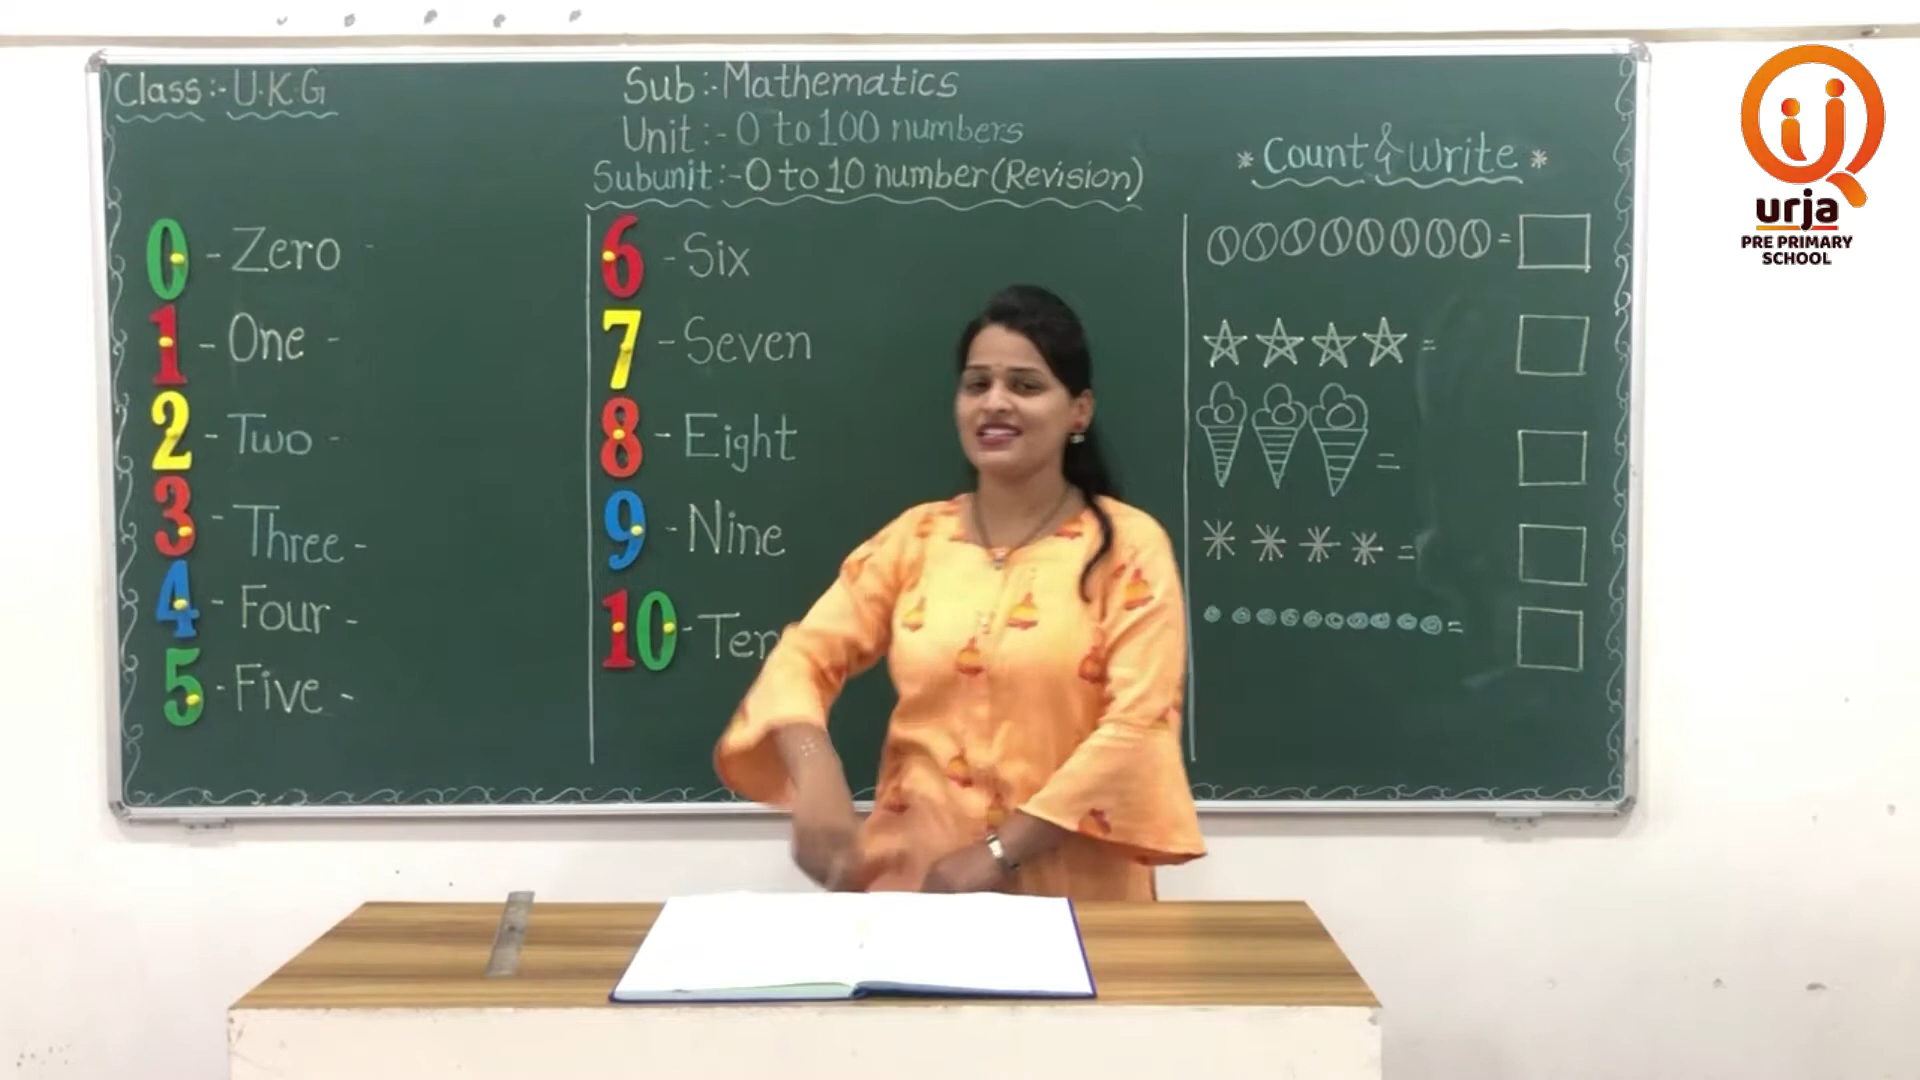 Class:- U.K.G
Sub:- Mathematics
Unit:- 0 to 100 numbers
Subunit:- 0 to 10 number (Revision)
0 - Zero -
1 - One -
2 - Two -
3 - Three -
4 - Four -
5 - Five -
6 - Six
7 - Seven
8 - Eight
9 - Nine
10 - Ten
* Count & Write *
=
=
=
=
=
urja
PRE PRIMARY
SCHOOL